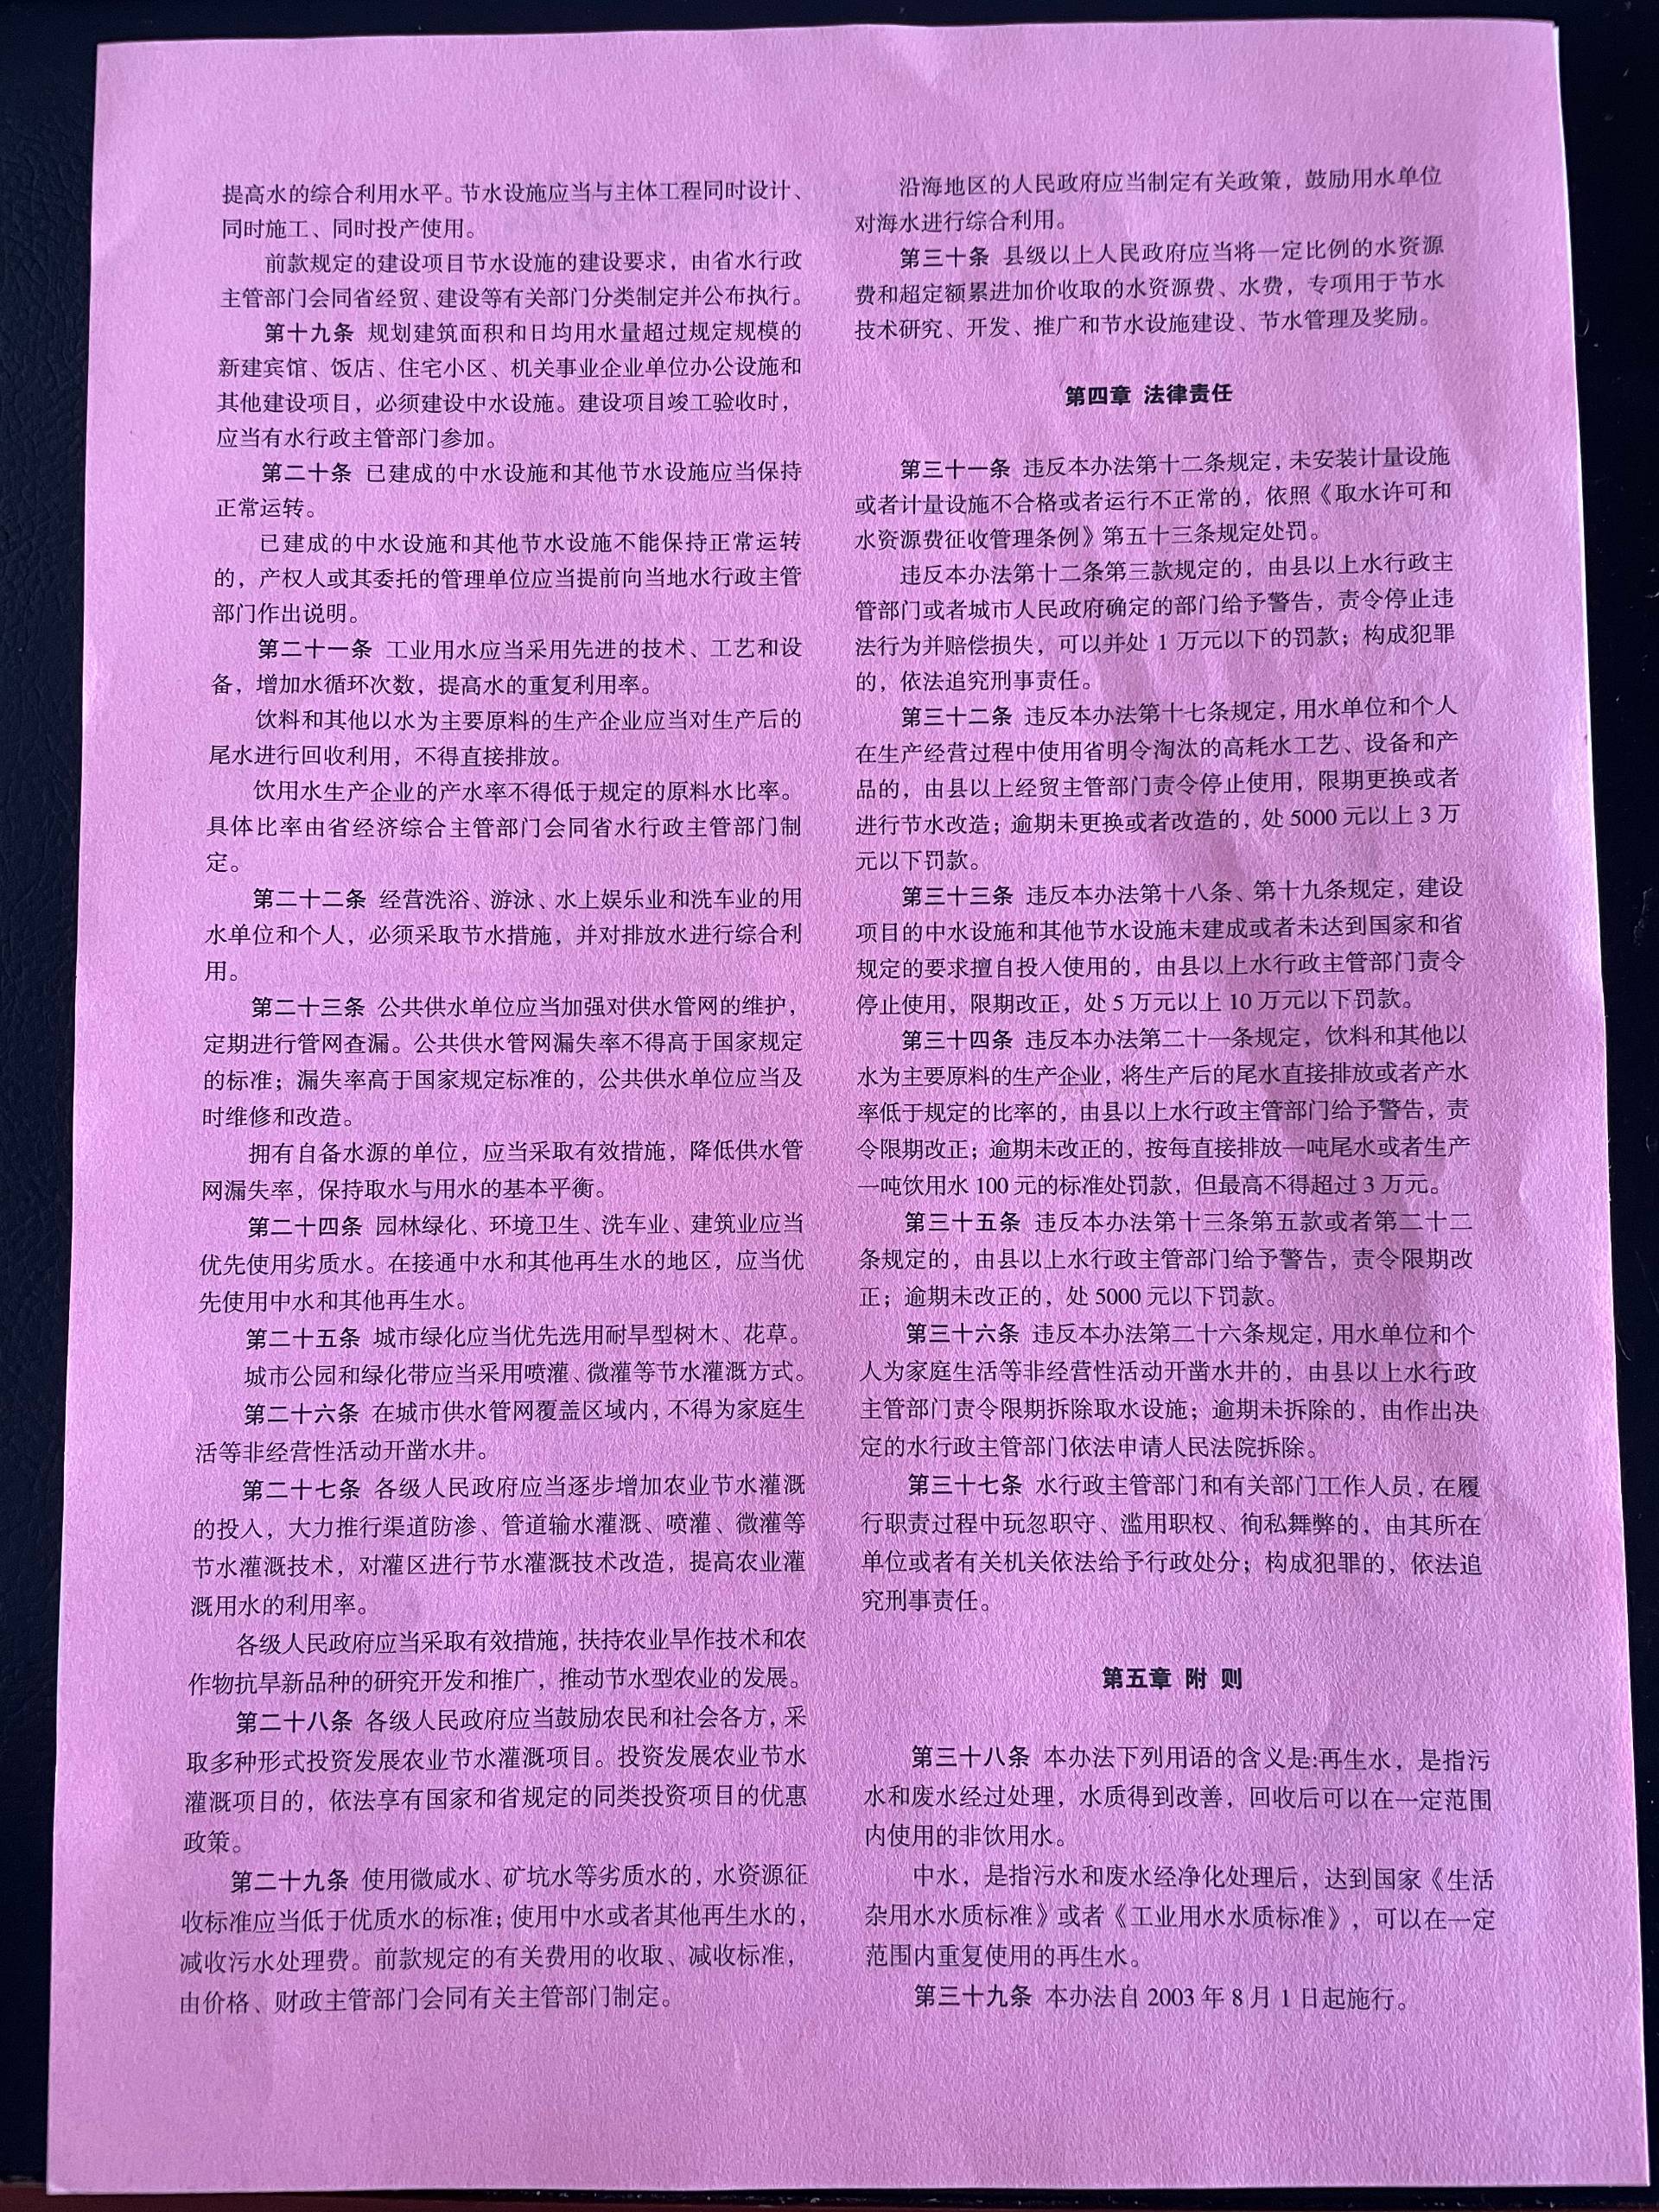 提高水的综合利用水平。节水设施应当与主体工程同时设计、
同时施工、同时投产使用。
前款规定的建设项目节水设施的建设要求，由省水行政
主管部门会同省经贸、建设等有关部门分类制定并公布执行。
第十九条 规划建筑面积和日均用水量超过规定规模的
新建宾馆、饭店、住宅小区、机关事业企业单位办公设施和
其他建设项目，必须建设中水设施。建设项目竣工验收时，
应当有水行政主管部门参加。
第二十条 已建成的中水设施和其他节水设施应当保持
正常运转。
已建成的中水设施和其他节水设施不能保持正常运转
的，产权人或其委托的管理单位应当提前向当地水行政主管
部门作出说明。
第二十一条 工业用水应当采用先进的技术、工艺和设
备，增加水循环次数，提高水的重复利用率。
饮料和其他以水为主要原料的生产企业应当对生产后的
尾水进行回收利用，不得直接排放。
饮用水生产企业的产水率不得低于规定的原料水比率。
具体比率由省经济综合主管部门会同省水行政主管部门制
定。
第二十二条 经营洗浴、游泳、水上娱乐业和洗车业的用
水单位和个人，必须采取节水措施，并对排放水进行综合利
用。
第二十三条 公共供水单位应当加强对供水管网的维护，
定期进行管网查漏。公共供水管网漏失率不得高于国家规定
的标准；漏失率高于国家规定标准的，公共供水单位应当及
时维修和改造。
拥有自备水源的单位，应当采取有效措施，降低供水管
网漏失率，保持取水与用水的基本平衡。
第二十四条 园林绿化、环境卫生、洗车业、建筑业应当
优先使用劣质水。在接通中水和其他再生水的地区，应当优
先使用中水和其他再生水。
第二十五条 城市绿化应当优先选用耐旱型树木、花草。
城市公园和绿化带应当采用喷灌、微灌等节水灌溉方式。
第二十六条 在城市供水管网覆盖区域内，不得为家庭生
活等非经营性活动开凿水井。
第二十七条 各级人民政府应当逐步增加农业节水灌溉
的投入，大力推行渠道防渗、管道输水灌溉、喷灌、微灌等
节水灌溉技术，对灌区进行节水灌溉技术改造，提高农业灌
溉用水的利用率。
各级人民政府应当采取有效措施，扶持农业旱作技术和农
作物抗旱新品种的研究开发和推广，推动节水型农业的发展。
第二十八条 各级人民政府应当鼓励农民和社会各方，采
取多种形式投资发展农业节水灌溉项目。投资发展农业节水
灌溉项目的，依法享有国家和省规定的同类投资项目的优惠
政策。
第二十九条 使用微咸水、矿坑水等劣质水的，水资源征
收标准应当低于优质水的标准；使用中水或者其他再生水的，
减收污水处理费。前款规定的有关费用的收取、减收标准，
由价格、财政主管部门会同有关主管部门制定。
沿海地区的人民政府应当制定有关政策，鼓励用水单位
对海水进行综合利用。
第三十条 县级以上人民政府应当将一定比例的水资源
费和超定额累进加价收取的水资源费、水费，专项用于节水
技术研究、开发、推广和节水设施建设、节水管理及奖励。
第四章 法律责任
第三十一条 违反本办法第十二条规定，未安装计量设施
或者计量设施不合格或者运行不正常的，依照《取水许可和
水资源费征收管理条例》第五十三条规定处罚。
违反本办法第十二条第三款规定的，由县以上水行政主
管部门或者城市人民政府确定的部门给予警告，责令停止违
法行为并赔偿损失，可以并处 1 万元以下的罚款；构成犯罪
的，依法追究刑事责任。
第三十二条 违反本办法第十七条规定，用水单位和个人
在生产经营过程中使用省明令淘汰的高耗水工艺、设备和产
品的，由县以上经贸主管部门责令停止使用，限期更换或者
进行节水改造；逾期未更换或者改造的，处 5000 元以上 3 万
元以下罚款。
第三十三条 违反本办法第十八条、第十九条规定，建设
项目的中水设施和其他节水设施未建成或者未达到国家和省
规定的要求擅自投入使用的，由县以上水行政主管部门责令
停止使用，限期改正，处 5 万元以上 10 万元以下罚款。
第三十四条 违反本办法第二十一条规定，饮料和其他以
水为主要原料的生产企业，将生产后的尾水直接排放或者产水
率低于规定的比率的，由县以上水行政主管部门给予警告，责
令限期改正；逾期未改正的，按每直接排放一吨尾水或者生产
一吨饮用水 100 元的标准处罚款，但最高不得超过 3 万元。
第三十五条 违反本办法第十三条第五款或者第二十二
条规定的，由县以上水行政主管部门给予警告，责令限期改
正；逾期未改正的，处 5000 元以下罚款。
第三十六条 违反本办法第二十六条规定，用水单位和个
人为家庭生活等非经营性活动开凿水井的，由县以上水行政
主管部门责令限期拆除取水设施；逾期未拆除的，由作出决
定的水行政主管部门依法申请人民法院拆除。
第三十七条 水行政主管部门和有关部门工作人员，在履
行职责过程中玩忽职守、滥用职权、徇私舞弊的，由其所在
单位或者有关机关依法给予行政处分；构成犯罪的，依法追
究刑事责任。
第五章 附 则
第三十八条 本办法下列用语的含义是:再生水，是指污
水和废水经过处理，水质得到改善，回收后可以在一定范围
内使用的非饮用水。
中水，是指污水和废水经净化处理后，达到国家《生活
杂用水水质标准》或者《工业用水水质标准》，可以在一定
范围内重复使用的再生水。
第三十九条 本办法自 2003 年 8 月 1 日起施行。